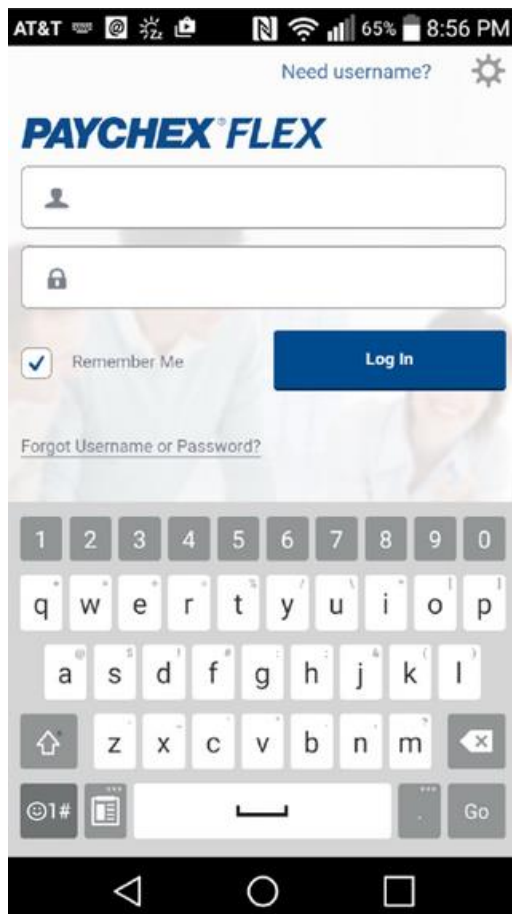 AT&T 65% 8:56 PM
Need username?
PAYCHEX® FLEX
Remember Me
Log In
Forgot Username or Password?
1 2 3 4 5 6 7 8 9 0
q w e r t y u i o p
a s d f g h j k l
z x c v b n m
1# . Go